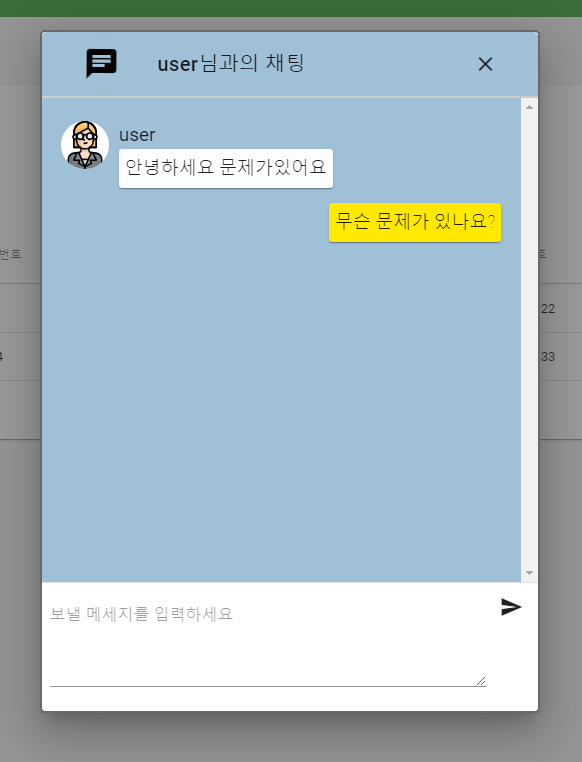 user님과의 채팅
user
안녕하세요 문제가있어요
무슨 문제가 있나요?
번호
호
22
4
33
보낼 메세지를 입력하세요